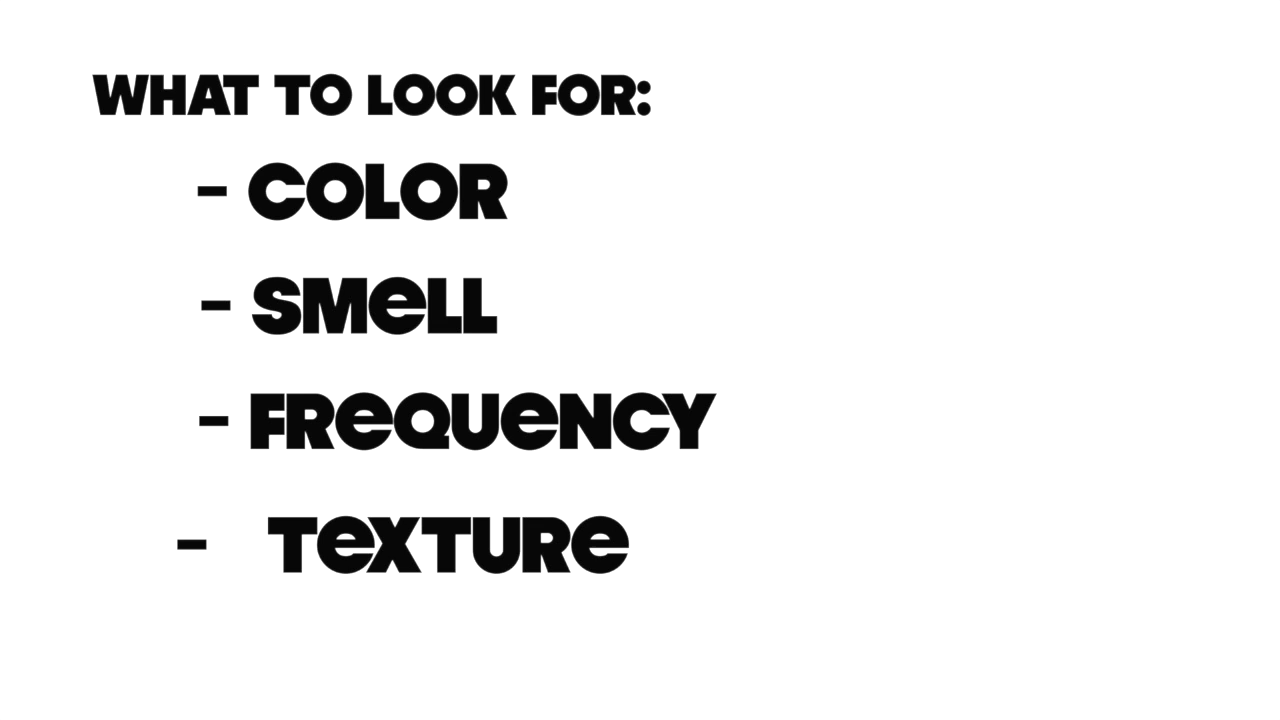 WHAT TO LOOK FOR:
- COLOR
- SMeLL
- FReQUeNCY
- TeXTURe